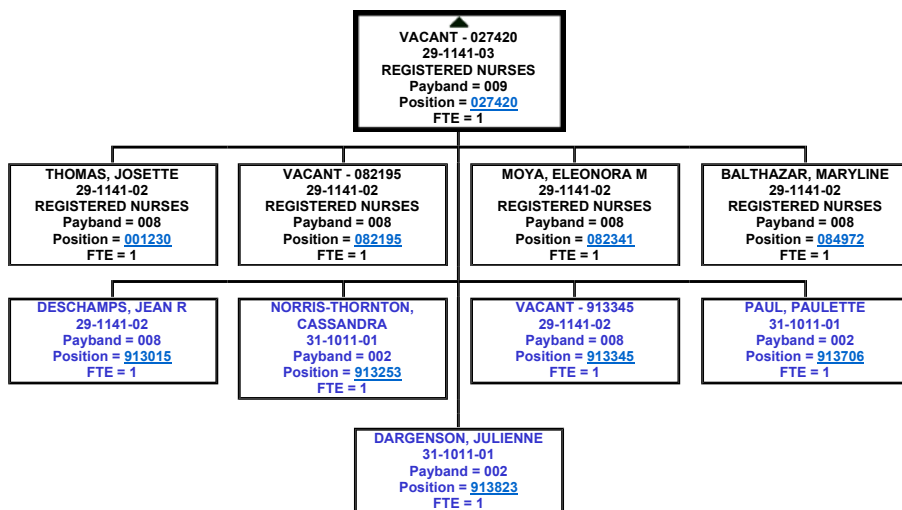 VACANT - 027420
29-1141-03
REGISTERED NURSES
Payband = 009
Position = 027420
FTE = 1
THOMAS, JOSETTE
29-1141-02
REGISTERED NURSES
Payband = 008
Position = 001230
FTE = 1
VACANT - 082195
29-1141-02
REGISTERED NURSES
Payband = 008
Position = 082195
FTE = 1
MOYA, ELEONORA M
29-1141-02
REGISTERED NURSES
Payband = 008
Position = 082341
FTE = 1
BALTHAZAR, MARYLINE
29-1141-02
REGISTERED NURSES
Payband = 008
Position = 084972
FTE = 1
DESCHAMPS, JEAN R
29-1141-02
Payband = 008
Position = 913015
FTE = 1
NORRIS-THORNTON,
CASSANDRA
31-1011-01
Payband = 002
Position = 913253
FTE = 1
VACANT - 913345
29-1141-02
Payband = 008
Position = 913345
FTE = 1
PAUL, PAULETTE
31-1011-01
Payband = 002
Position = 913706
FTE = 1
DARGENSON, JULIENNE
31-1011-01
Payband = 002
Position = 913823
FTE = 1